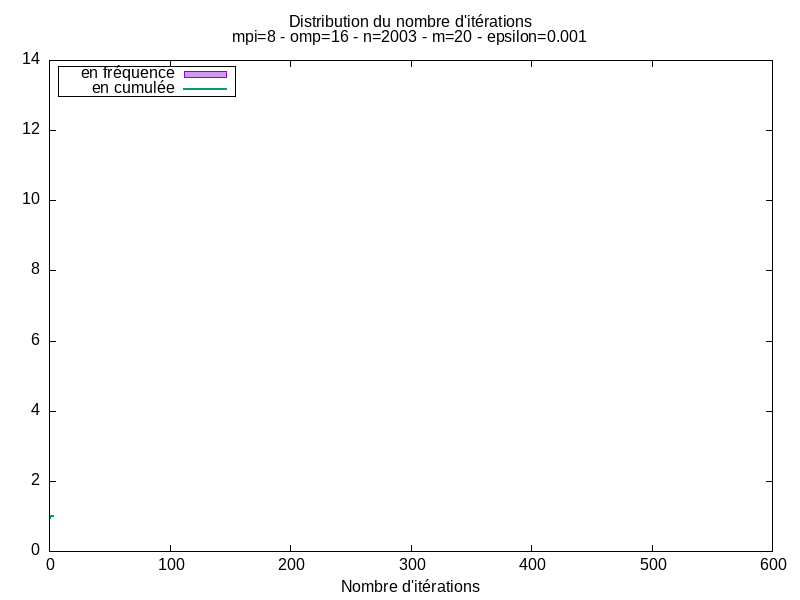 Distribution du nombre d'itérations
mpi=8 - omp=16 - n=2003 - m=20 - epsilon=0.001
14
en fréquence
en cumulée
12
10
8
6
4
2
0
0 100 200 300 400 500 600
Nombre d'itérations